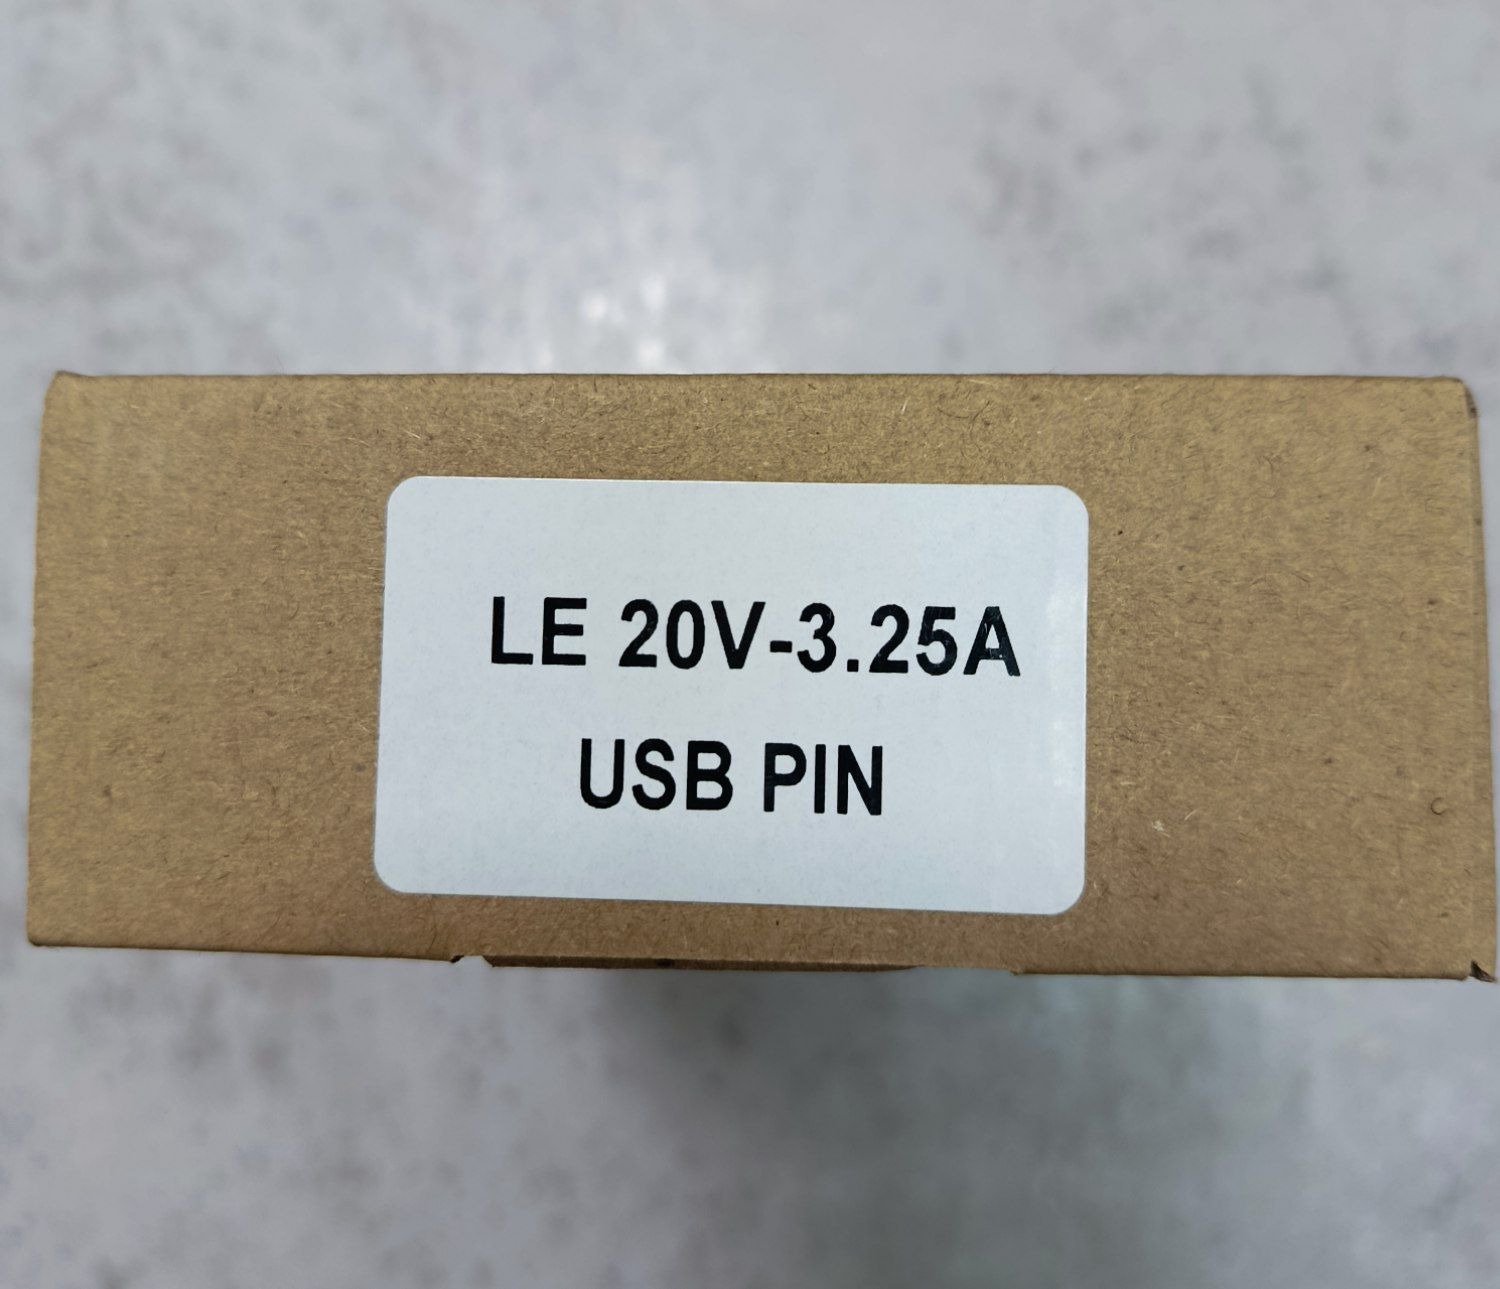 LE 20V-3.25A
USB PIN